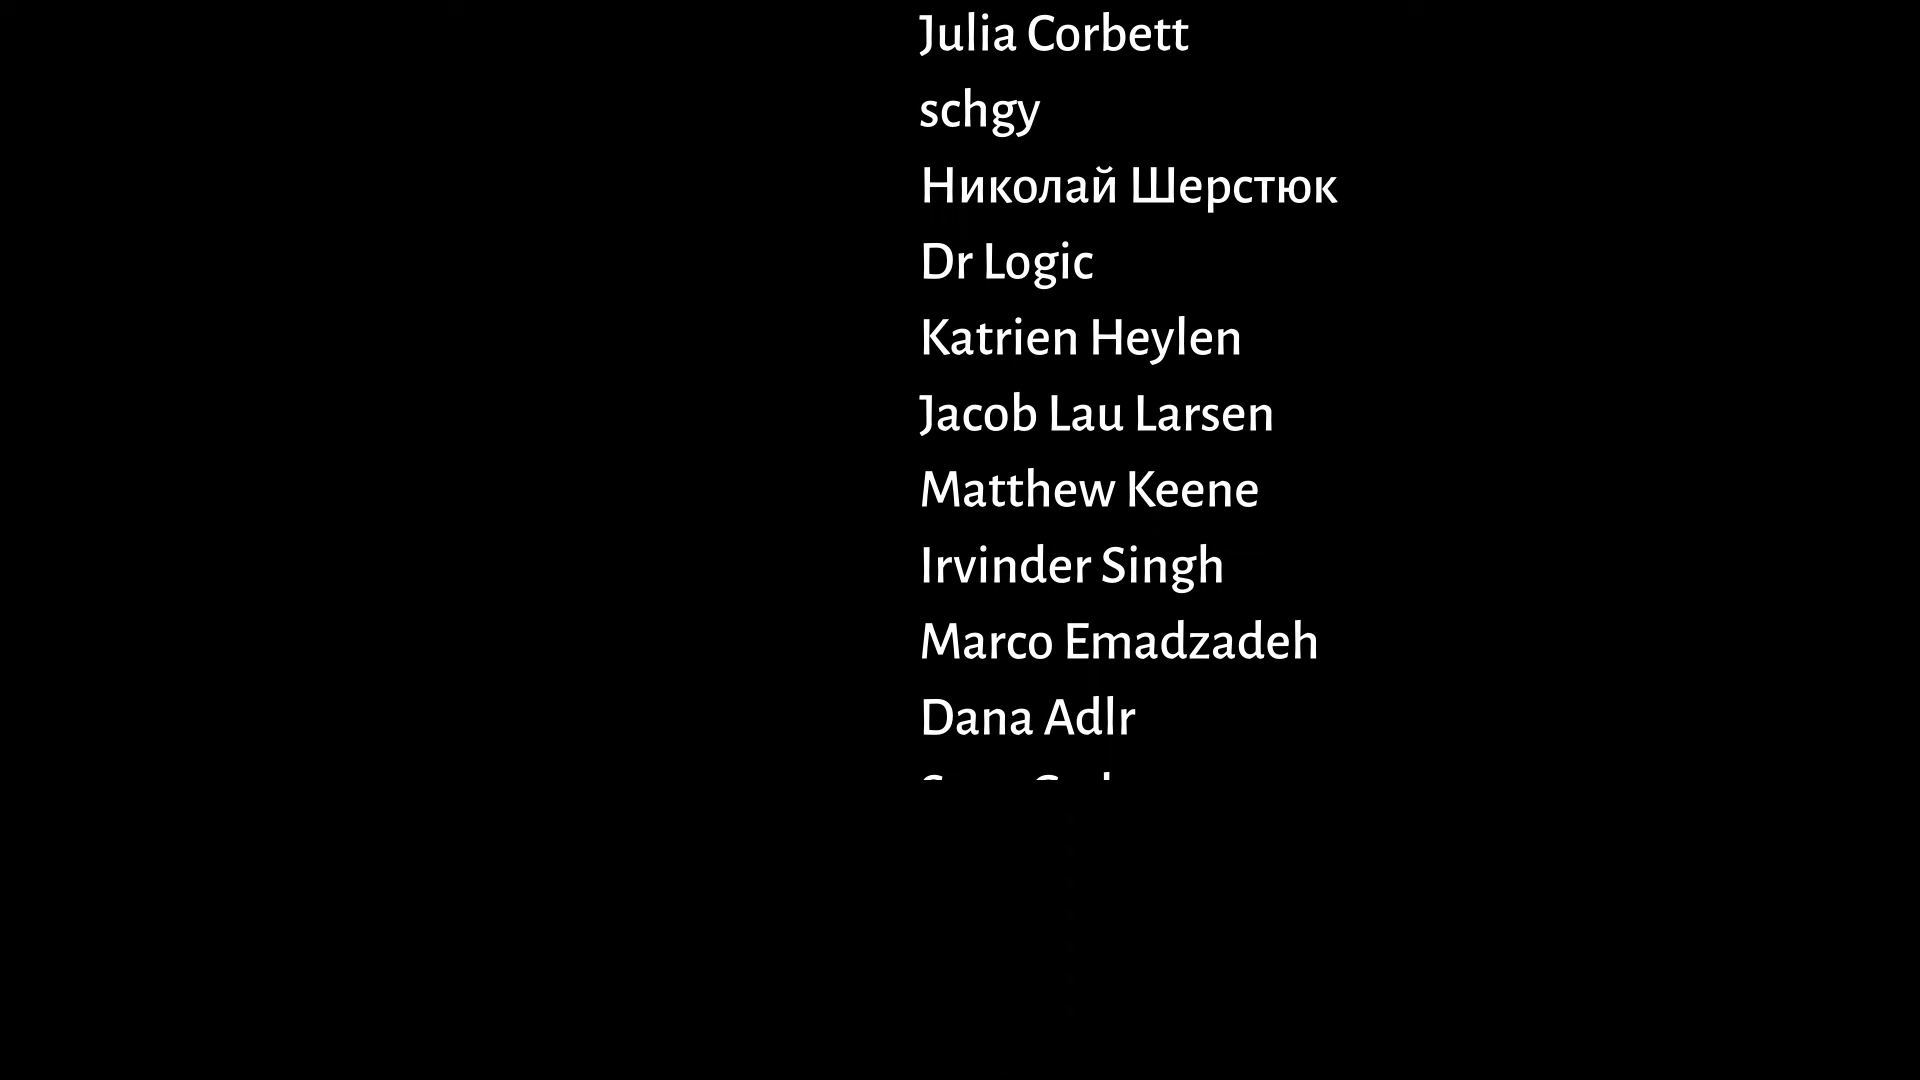 Julia Corbett
schgy
Николай Шерстюк
Dr Logic
Katrien Heylen
Jacob Lau Larsen
Matthew Keene
Irvinder Singh
Marco Emadzadeh
Dana Adlr